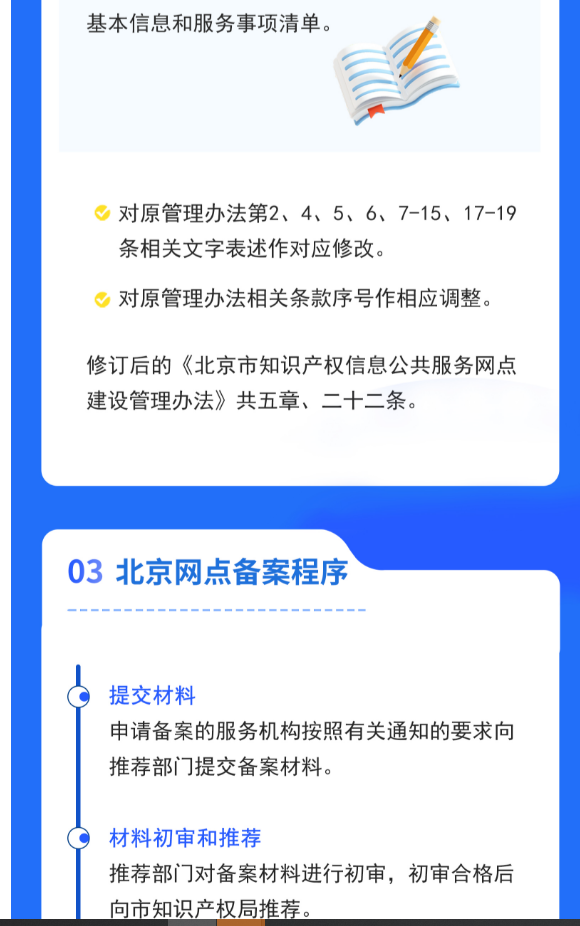 基本信息和服务事项清单。
对原管理办法第2、4、5、6、7-15、17-19
条相关文字表述作对应修改。
对原管理办法相关条款序号作相应调整。
修订后的《北京市知识产权信息公共服务网点
建设管理办法》共五章、二十二条。
03 北京网点备案程序
提交材料
申请备案的服务机构按照有关通知的要求向
推荐部门提交备案材料。
材料初审和推荐
推荐部门对备案材料进行初审，初审合格后
向市知识产权局推荐。